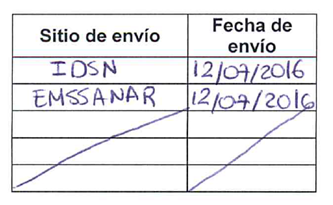 Sitio de envío Fecha de envío
IDSN 12/07/2016
EMSSANAR 12/07/2016